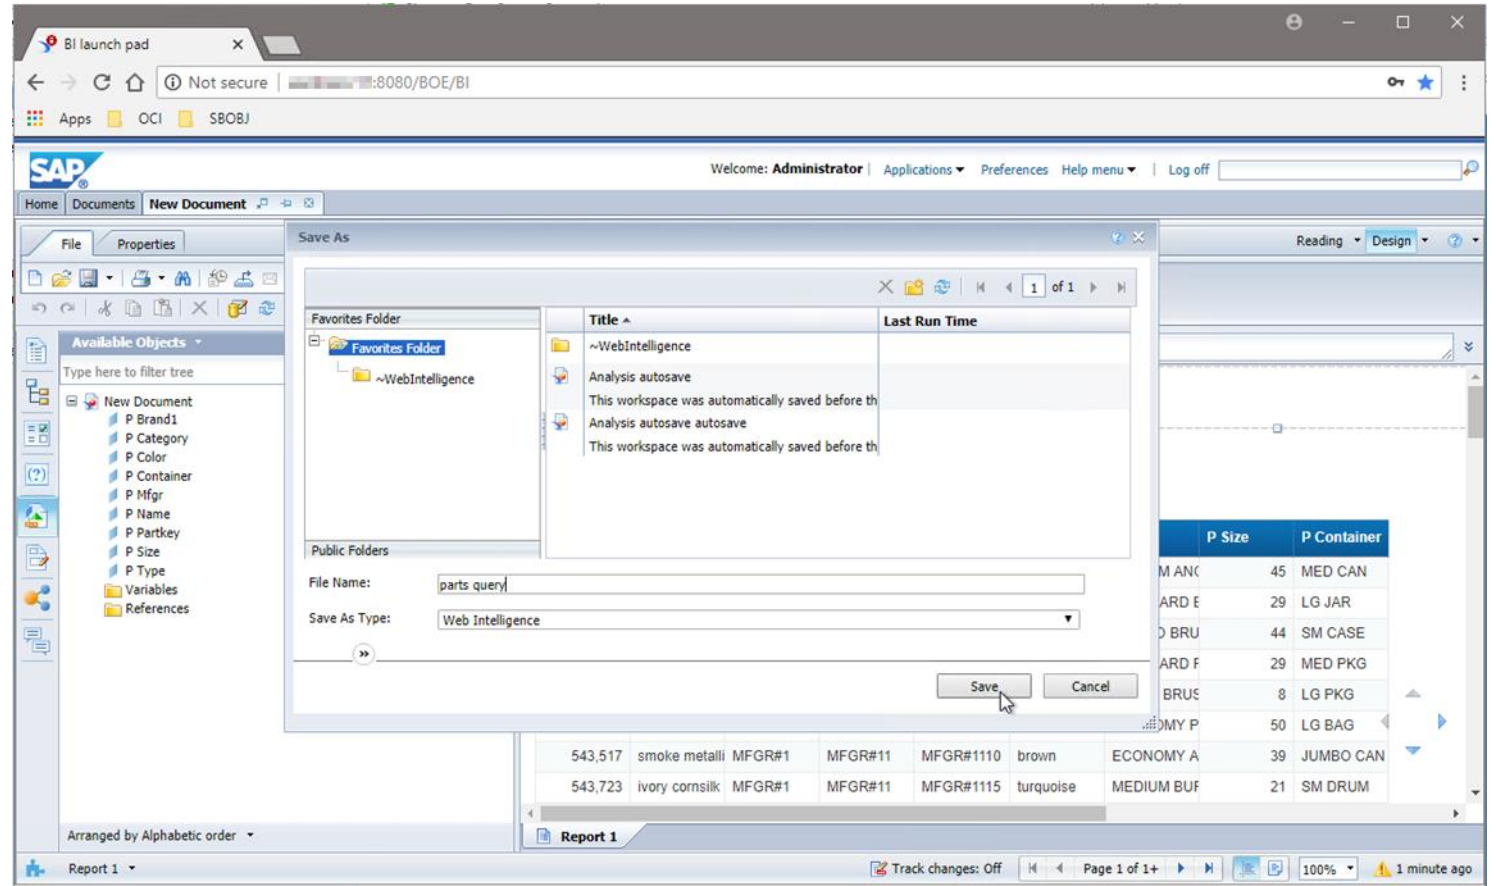 BI launch pad
Not secure :8080/BOE/BI
Apps OCI SBOBJ
SAP
Welcome: Administrator | Applications Preferences Help menu | Log off
Home Documents New Document
File Properties
Save As
Reading Design
1 of 1
Available Objects
Type here to filter tree
New Document
P Brand1
P Category
P Color
P Container
P Mfgr
P Name
P Partkey
P Size
P Type
Variables
References
Favorites Folder
Favorites Folder
~WebIntelligence
Public Folders
Title Last Run Time
~WebIntelligence
Analysis autosave
This workspace was automatically saved before th
Analysis autosave autosave
This workspace was automatically saved before th
File Name: parts query
Save As Type: Web Intelligence
Save Cancel
P Size P Container
45 MED CAN
ARD 29 LG JAR
BRU 44 SM CASE
ARD 29 MED PKG
BRUS 8 LG PKG
OMY P 50 LG BAG
543,517 smoke metalli MFGR#1 MFGR#11 MFGR#1110 brown ECONOMY A 39 JUMBO CAN
543,723 ivory cornsilk MFGR#1 MFGR#11 MFGR#1115 turquoise MEDIUM BUF 21 SM DRUM
Arranged by Alphabetic order
Report 1
Report 1
Track changes: Off Page 1 of 1+ 100% 1 minute ago